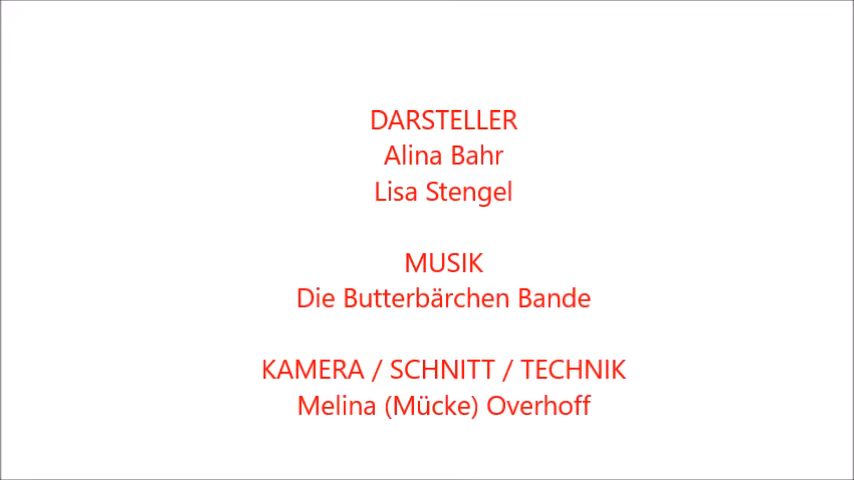 DARSTELLER
Alina Bahr
Lisa Stengel
MUSIK
Die Butterbärchen Bande
KAMERA / SCHNITT / TECHNIK
Melina (Mücke) Overhoff